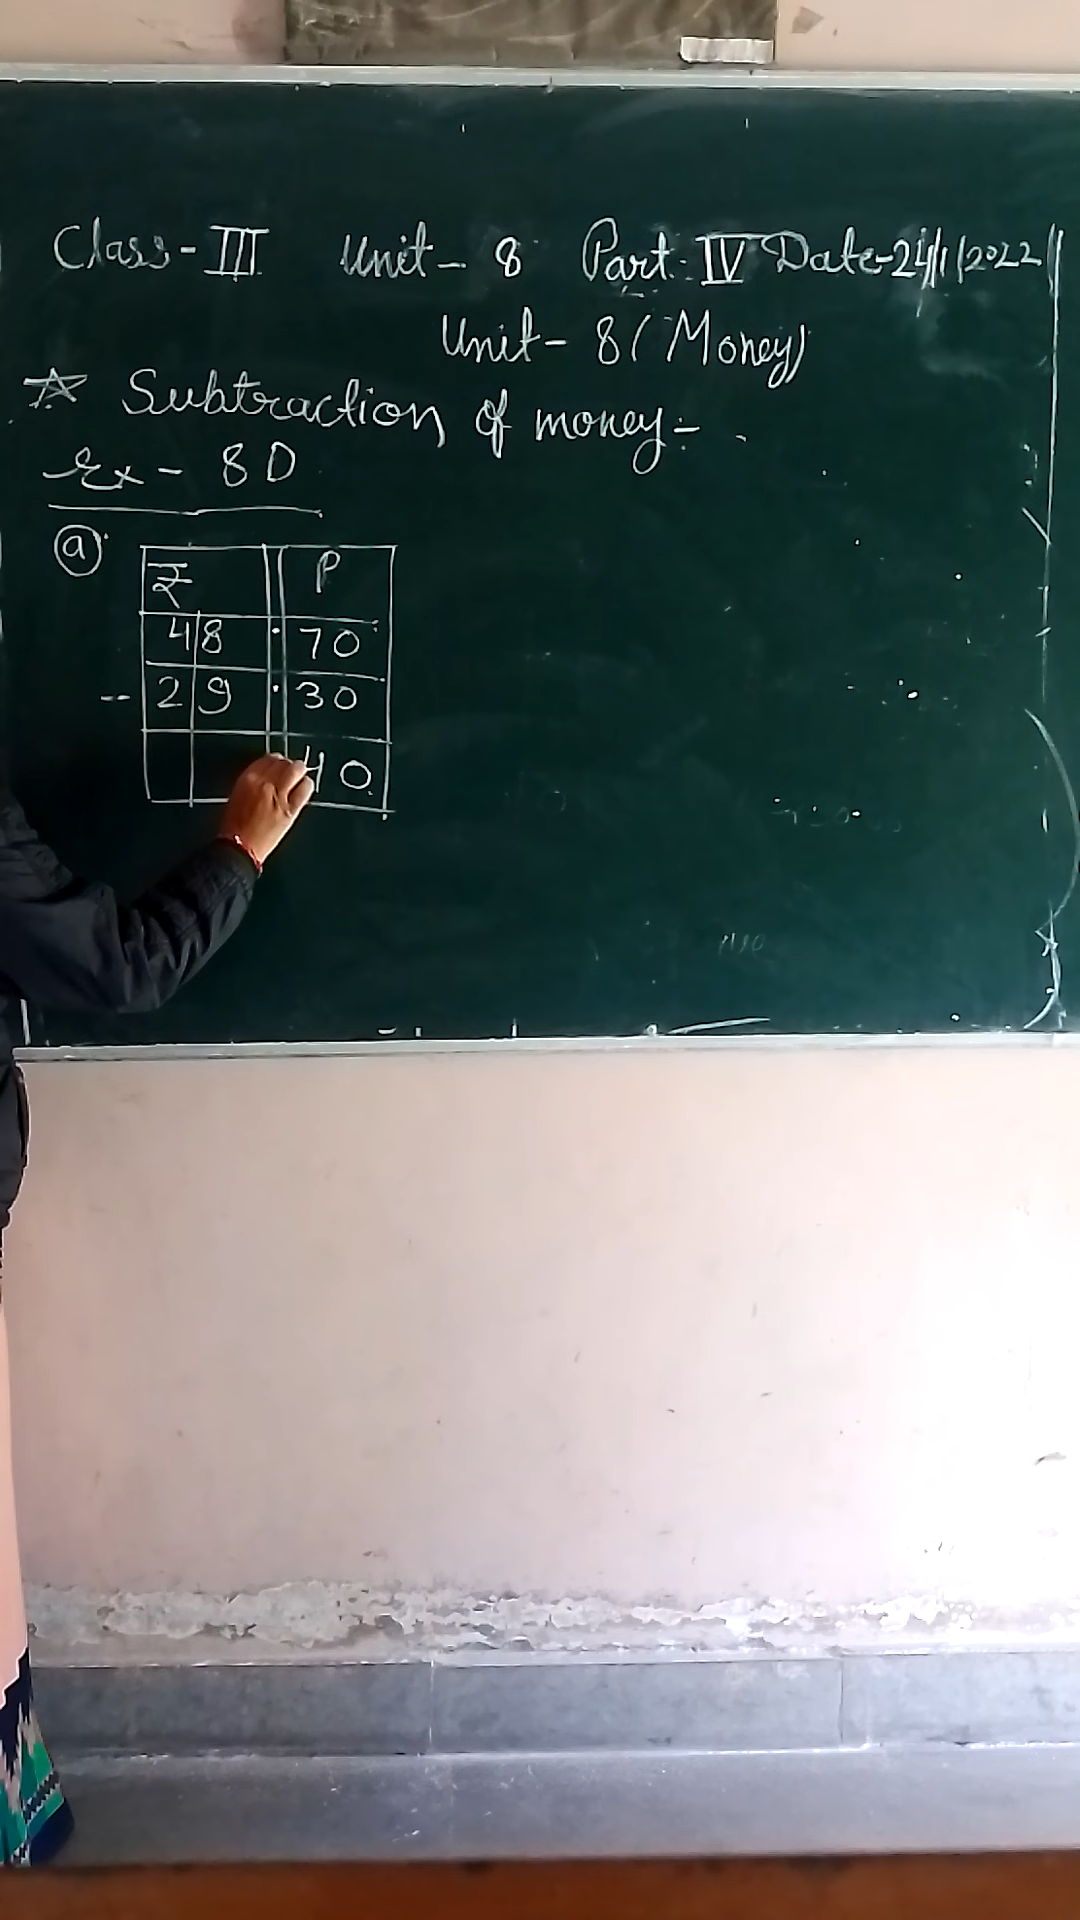 Class-III Unit-8 Part-IV Date-24/1/2022
Unit-8(Money)
☆ Subtraction of money:-
Ex-8D
(a)
₹ P
48.70
-- 29.30
40